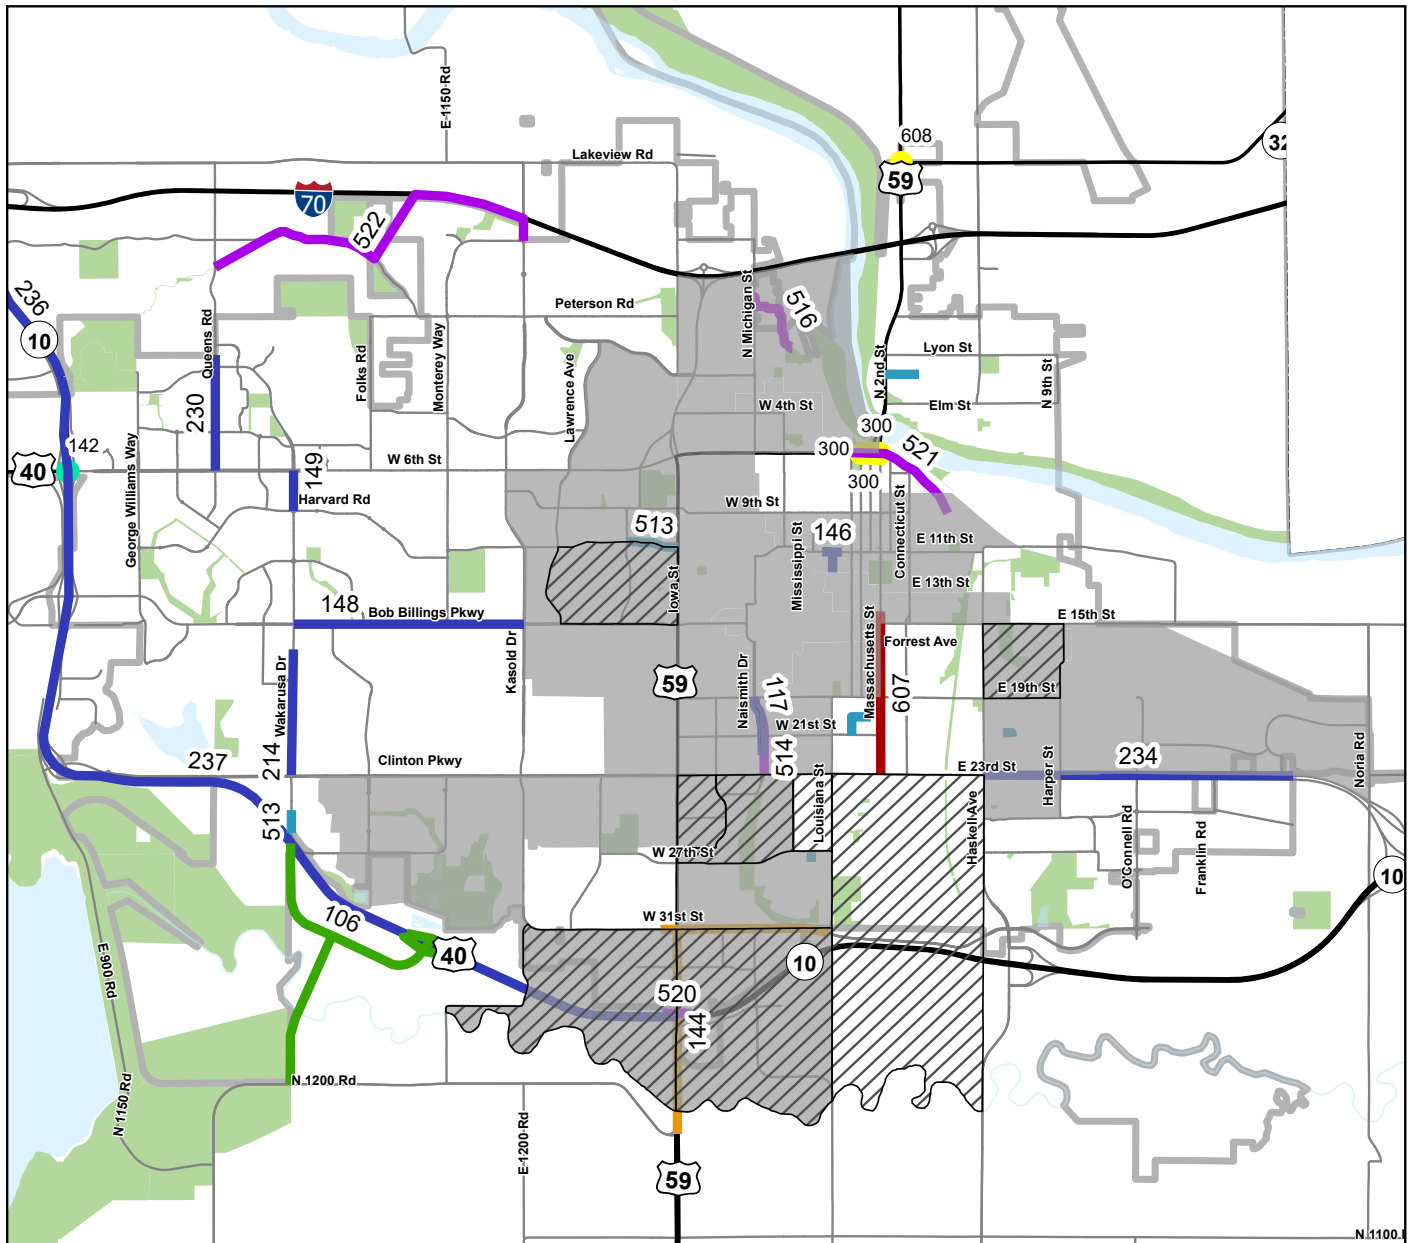 E 1150 Rd
608
32
Lakeview Rd
59
70
522
236
Peterson Rd
N Michigan St
516
10
Queens Rd
Folks Rd
Monterey Way
Lawrence Ave
N 2nd St
Lyon St
N 9th St
W 4th St
Elm St
230
300
142
George Williams Way
149
W 6th St
300
521
40
Harvard Rd
300
W 9th St
Connecticut St
513
Mississippi St
146
E 11th St
Iowa St
E 13th St
148
Bob Billings Pkwy
E 15th St
Kasold Dr
Massachusetts St
Forrest Ave
Wakarusa Dr
59
Naismith Dr
117
607
E 19th St
W 21st St
237
214
Clinton Pkwy
514
E 23rd St
Harper St
234
Noria Rd
513
Louisiana St
Haskell Ave
O'Connell Rd
Franklin Rd
W 27th St
10
106
W 31st St
E 900 Rd
40
10
520
144
N 1200 Rd
N 1150 Rd
E 1200 Rd
59
N 1100